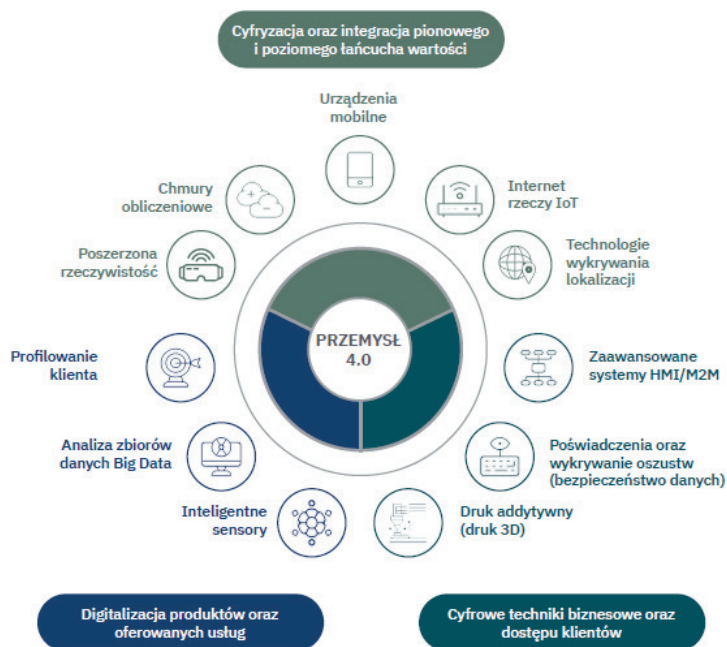 Cyfryzacja oraz integracja pionowego
i poziomego łańcucha wartości
Urządzenia
mobilne
Chmury
obliczeniowe
Internet
rzeczy IoT
Poszerzona
rzeczywistość
Technologie
wykrywania
lokalizacji
PRZEMYSŁ
4.0
Profilowanie
klienta
Zaawansowane
systemy HMI/M2M
Analiza zbiorów
danych Big Data
Poświadczenia oraz
wykrywanie oszustw
(bezpieczeństwo danych)
Inteligentne
sensory
Druk addytywny
(druk 3D)
Digitalizacja produktów oraz
oferowanych usług
Cyfrowe techniki biznesowe oraz
dostępu klientów